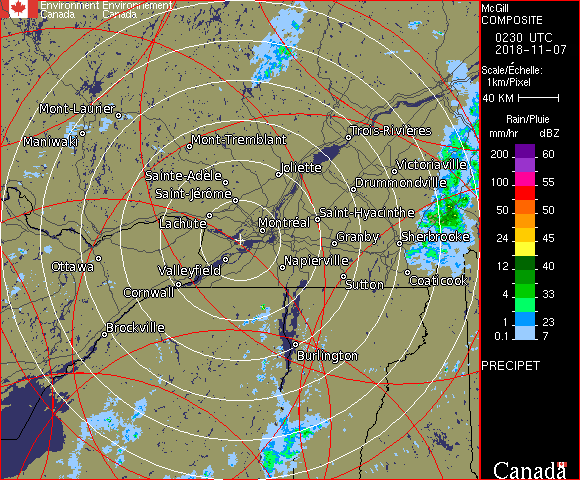 Environment Environnement
Canada Canada
McGill
COMPOSITE
0230 UTC
2018-11-07
Scale/Échelle:
1km/Pixel
40 KM
Rain/Pluie
mm/hr dBZ
200 60
150 57
100 55
50 50
24 45
12 40
4 33
1 23
0.1 7
PRECIPET
Canada
Mont-Laurier
Maniwaki
Mont-Tremblant
Trois-Rivières
Joliette
Victoriaville
Sainte-Adèle
Drummondville
Saint-Jérôme
Saint-Hyacinthe
Lachute
Montréal
Granby
Sherbrooke
Ottawa
Valleyfield
Napierville
Cornwall
Sutton
Coaticook
Brockville
Burlington